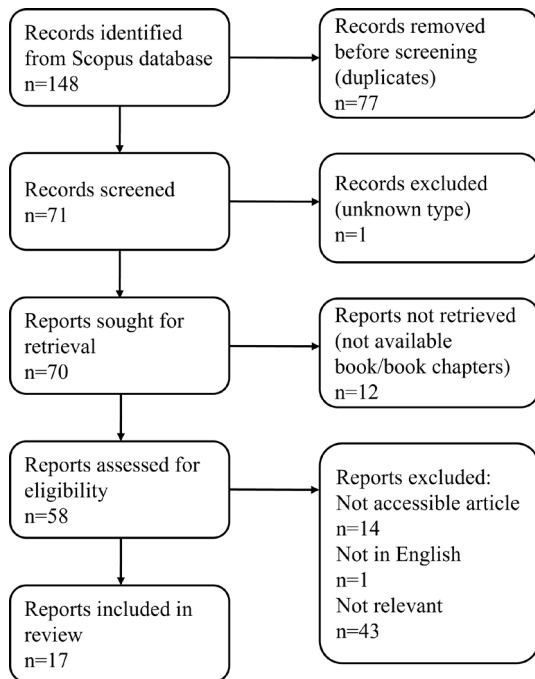 Records identified
from Scopus database
n=148
Records removed
before screening
(duplicates)
n=77
Records screened
n=71
Records excluded
(unknown type)
n=1
Reports sought for
retrieval
n=70
Reports not retrieved
(not available
book/book chapters)
n=12
Reports assessed for
eligibility
n=58
Reports excluded:
Not accessible article
n=14
Not in English
n=1
Not relevant
n=43
Reports included in
review
n=17